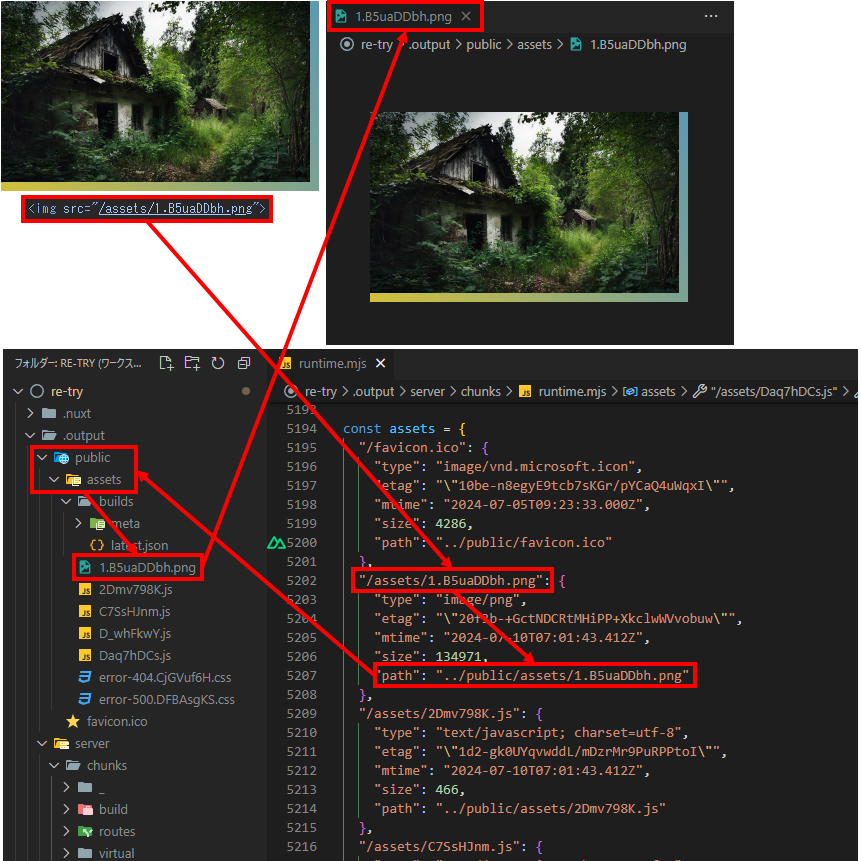 1.B5uaDDbh.png
re-try > .output > public > assets > 1.B5uaDDbh.png
<img src="/assets/1.B5uaDDbh.png">
フォルダー: RE-TRY (ワークス...
re-try
.nuxt
.output
public
assets
builds
meta
latest.json
1.B5uaDDbh.png
2Dmv798K.js
C7SsHJnm.js
D_whFkwY.js
Daq7hDCs.js
error-404.CjGVuf6H.css
error-500.DFBAsgKS.css
favicon.ico
server
chunks
_
build
routes
virtual
runtime.mjs
re-try > .output > server > chunks > runtime.mjs > assets > "/assets/Daq7hDCs.js" >
5193
5194 const assets = {
5195 "/favicon.ico": {
5196 "type": "image/vnd.microsoft.icon",
5197 "etag": "\"10be-n8egyE9tcb7sKGr/pYCaQ4uWqxI\"",
5198 "mtime": "2024-07-05T09:23:33.000Z",
5199 "size": 4286,
5200 "path": "../public/favicon.ico"
5201 },
5202 "/assets/1.B5uaDDbh.png": {
5203 "type": "image/png",
5204 "etag": "\"20f3b-+GctNDCRtMHiPP+XkclwWVvobuw\"",
5205 "mtime": "2024-07-10T07:01:43.412Z",
5206 "size": 134971,
5207 "path": "../public/assets/1.B5uaDDbh.png"
5208 },
5209 "/assets/2Dmv798K.js": {
5210 "type": "text/javascript; charset=utf-8",
5211 "etag": "\"1d2-gk0UYqvwddL/mDzrMr9PuRPPtoI\"",
5212 "mtime": "2024-07-10T07:01:43.412Z",
5213 "size": 466,
5214 "path": "../public/assets/2Dmv798K.js"
5215 },
5216 "/assets/C7SsHJnm.js": {